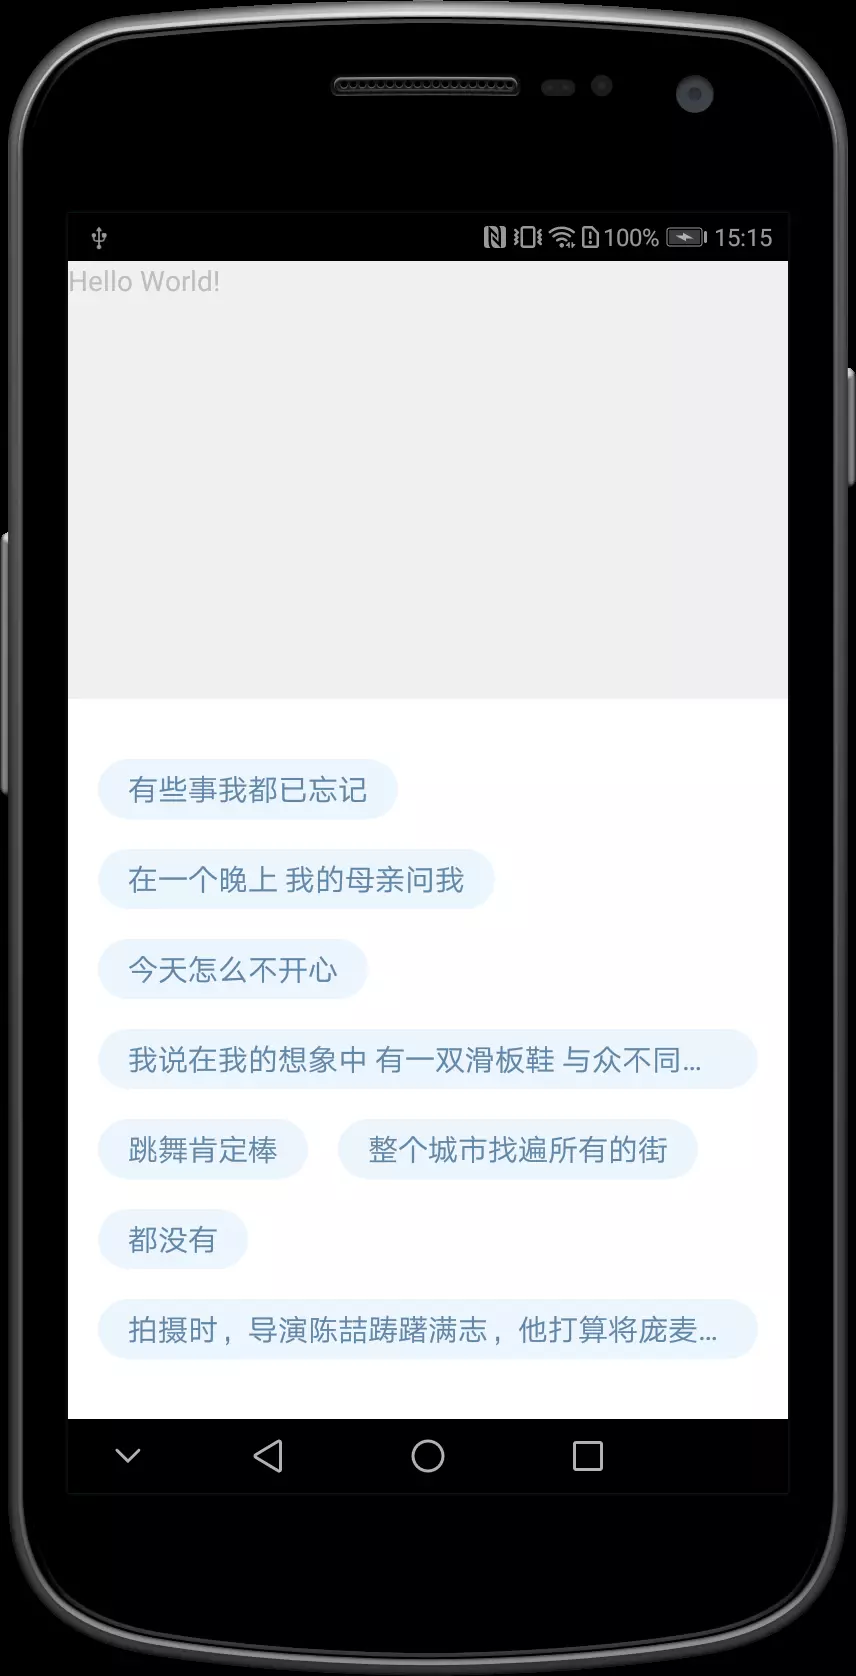 100% 15:15
Hello World!
有些事我都已忘记
在一个晚上 我的母亲问我
今天怎么不开心
我说在我的想象中 有一双滑板鞋 与众不同...
跳舞肯定棒 整个城市找遍所有的街
都没有
拍摄时，导演陈喆踌躇满志，他打算将庞麦...